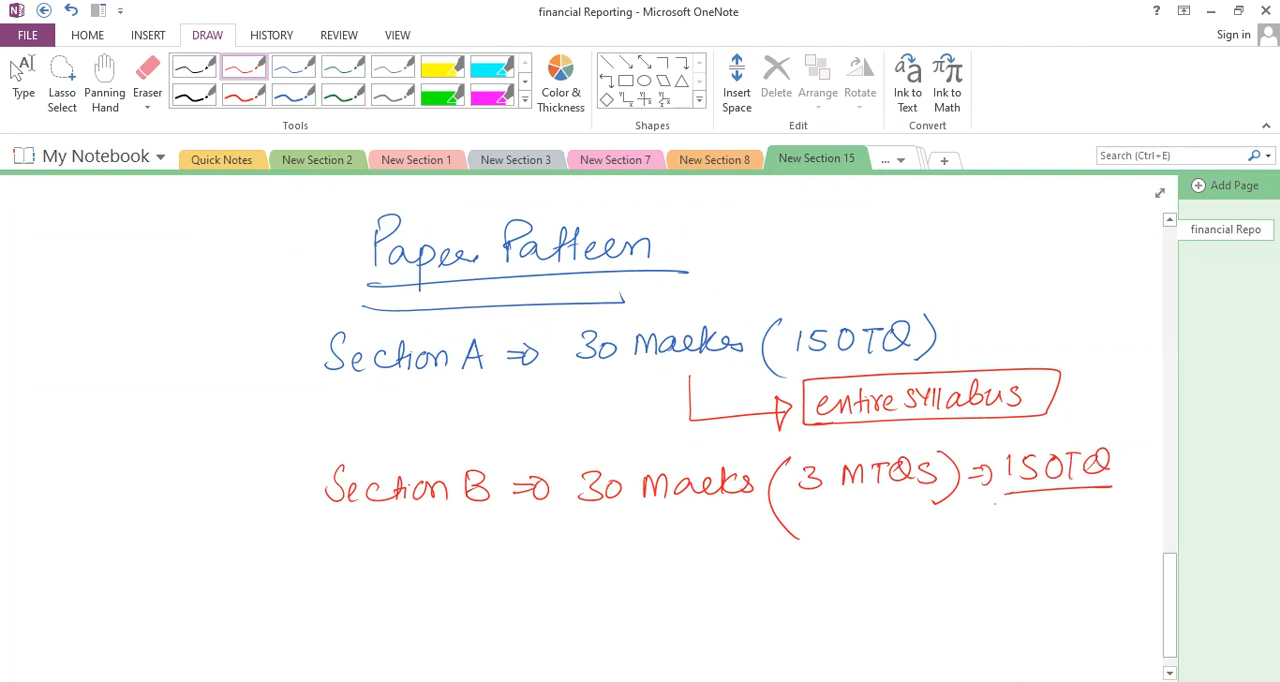 financial Reporting - Microsoft OneNote
?
Sign in
FILE HOME INSERT DRAW HISTORY REVIEW VIEW
Type
Lasso Select
Panning Hand
Eraser
Color & Thickness
Insert Space
Delete
Arrange
Rotate
Ink to Text
Ink to Math
Tools
Shapes
Edit
Convert
My Notebook
Quick Notes
New Section 2
New Section 1
New Section 3
New Section 7
New Section 8
New Section 15
...
Search (Ctrl+E)
Add Page
financial Repo
Paper Pattern
Section A ⇒ 30 Marks (15 OTQ)
entire syllabus
Section B ⇒ 30 Marks (3 MTQS) ⇒ 15 OTQ